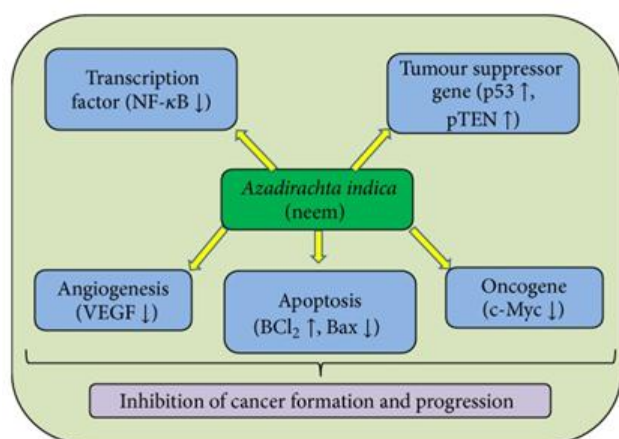 Transcription
factor (NF-κB ↓)
Tumour suppressor
gene (p53 ↑,
pTEN ↑)
Azadirachta indica
(neem)
Angiogenesis
(VEGF ↓)
Apoptosis
(BCl₂ ↑, Bax ↓)
Oncogene
(c-Myc ↓)
Inhibition of cancer formation and progression